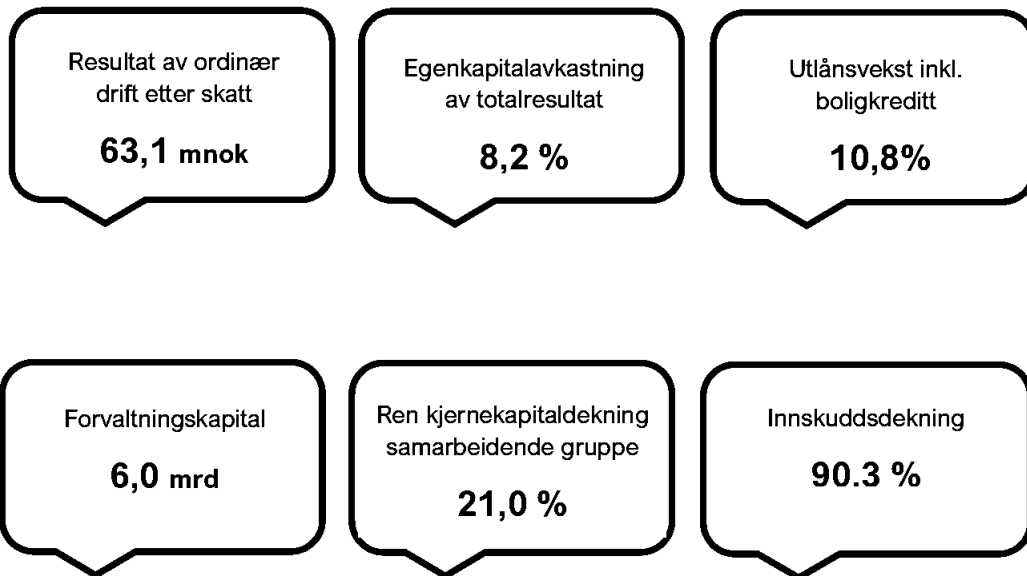 Resultat av ordinær
drift etter skatt
63,1 mnok
Egenkapitalavkastning
av totalresultat
8,2 %
Utlånsvekst inkl.
boligkreditt
10,8%
Forvaltningskapital
6,0 mrd
Ren kjernekapitaldekning
samarbeidende gruppe
21,0 %
Innskuddsdekning
90.3 %